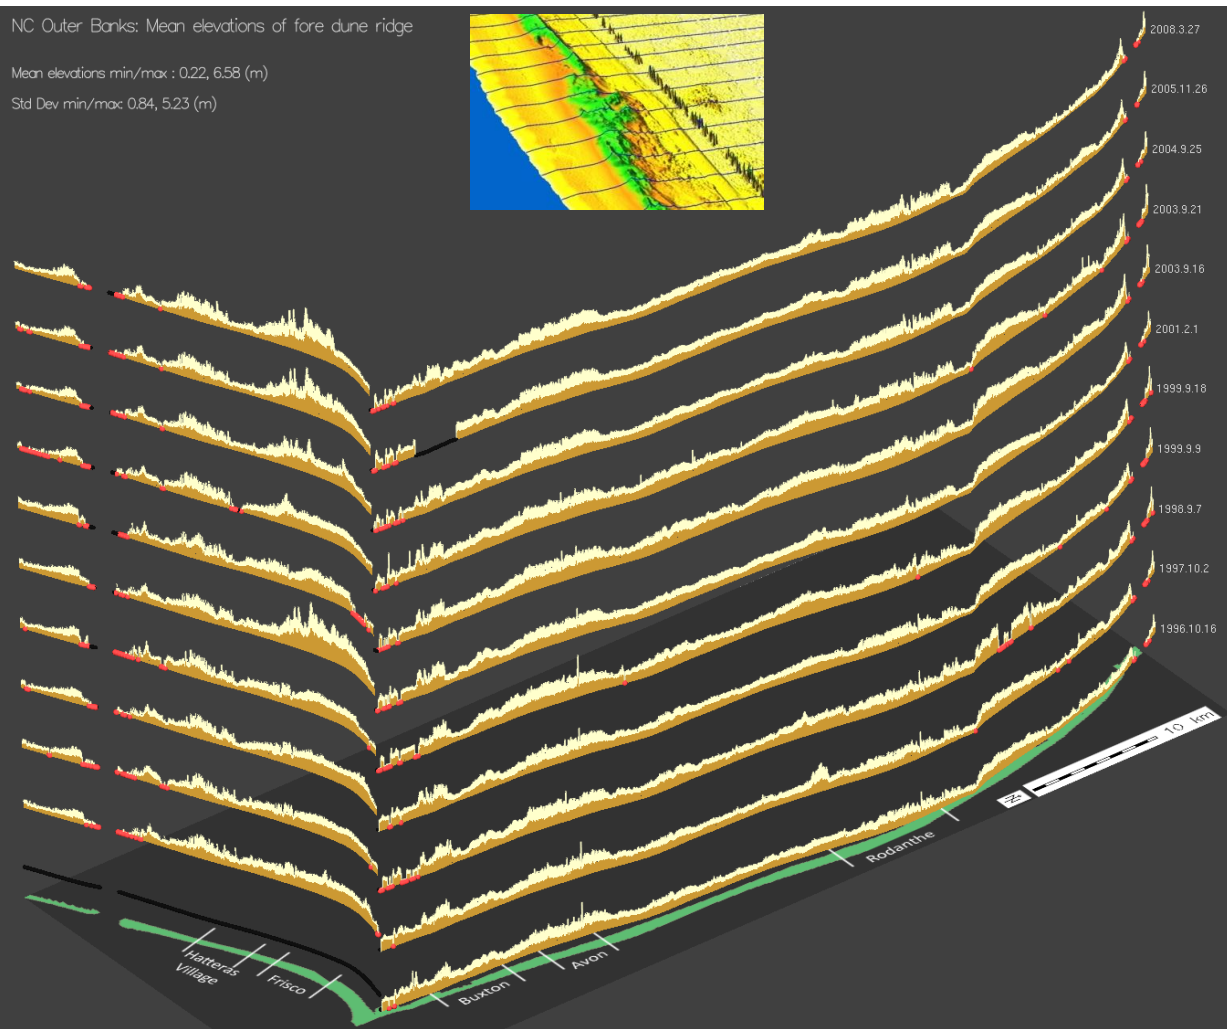 NC Outer Banks: Mean elevations of fore dune ridge
Mean elevations min/max : 0.22, 6.58 (m)
Std Dev min/max: 0.84, 5.23 (m)
2008.3.27
2005.11.26
2004.9.25
2003.9.21
2003.9.16
2001.2.1
1999.9.18
1999.9.9
1998.9.7
1997.10.2
1996.10.16
10 km
N
Rodanthe
Avon
Buxton
Hatteras
Village
Frisco